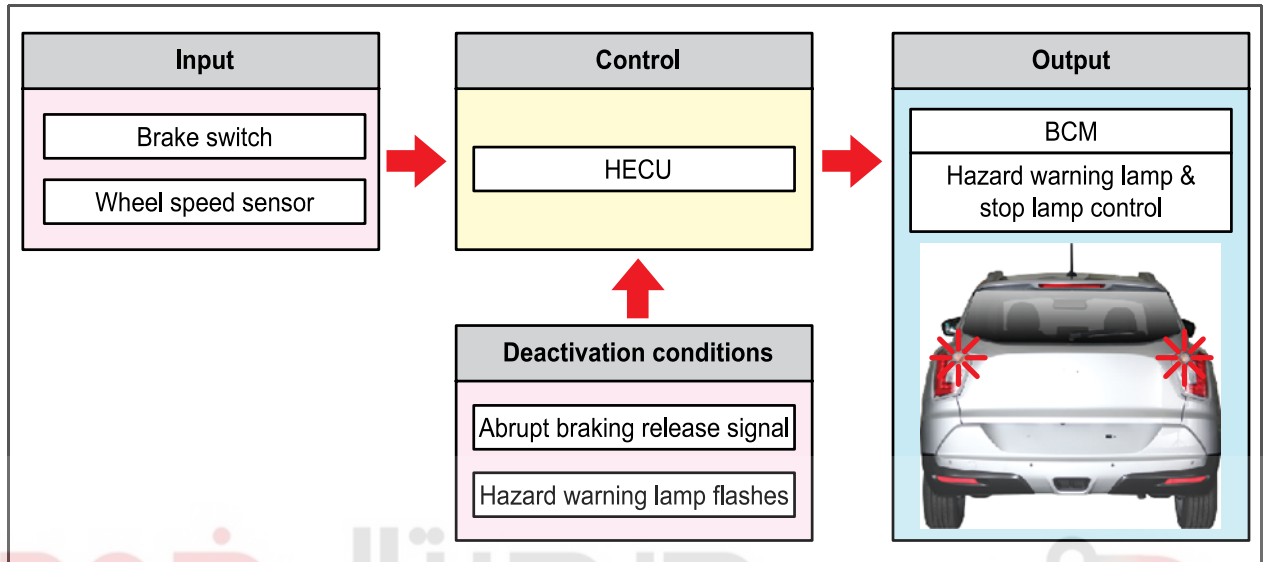 Input
Brake switch
Wheel speed sensor
Control
HECU
Deactivation conditions
Abrupt braking release signal
Hazard warning lamp flashes
Output
BCM
Hazard warning lamp &
stop lamp control